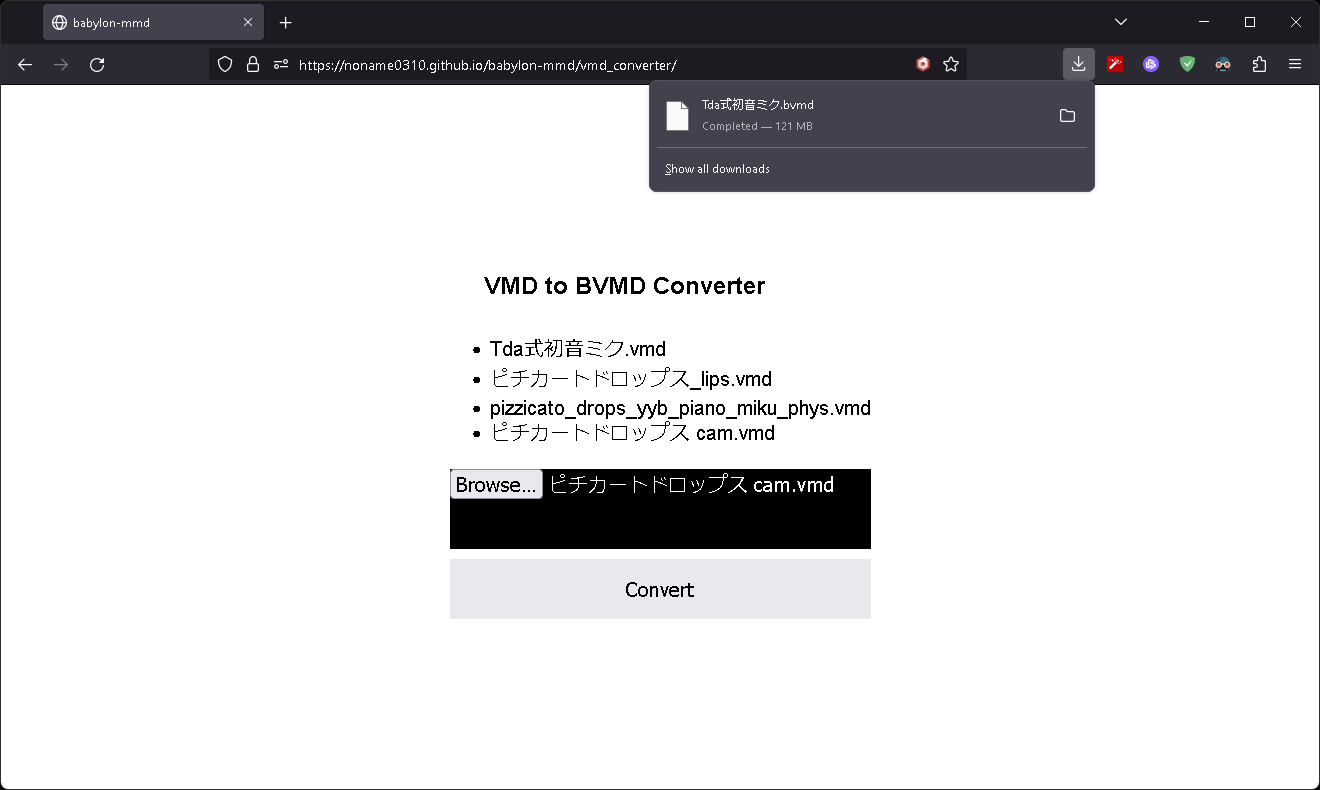 babylon-mmd
https://noname0310.github.io/babylon-mmd/vmd_converter/
Tda式初音ミク.bvmd
Completed — 121 MB
Show all downloads
VMD to BVMD Converter
Tda式初音ミク.vmd
ピチカートドロップス_lips.vmd
pizzicato_drops_yyb_piano_miku_phys.vmd
ピチカートドロップス cam.vmd
Browse... ピチカートドロップス cam.vmd
Convert